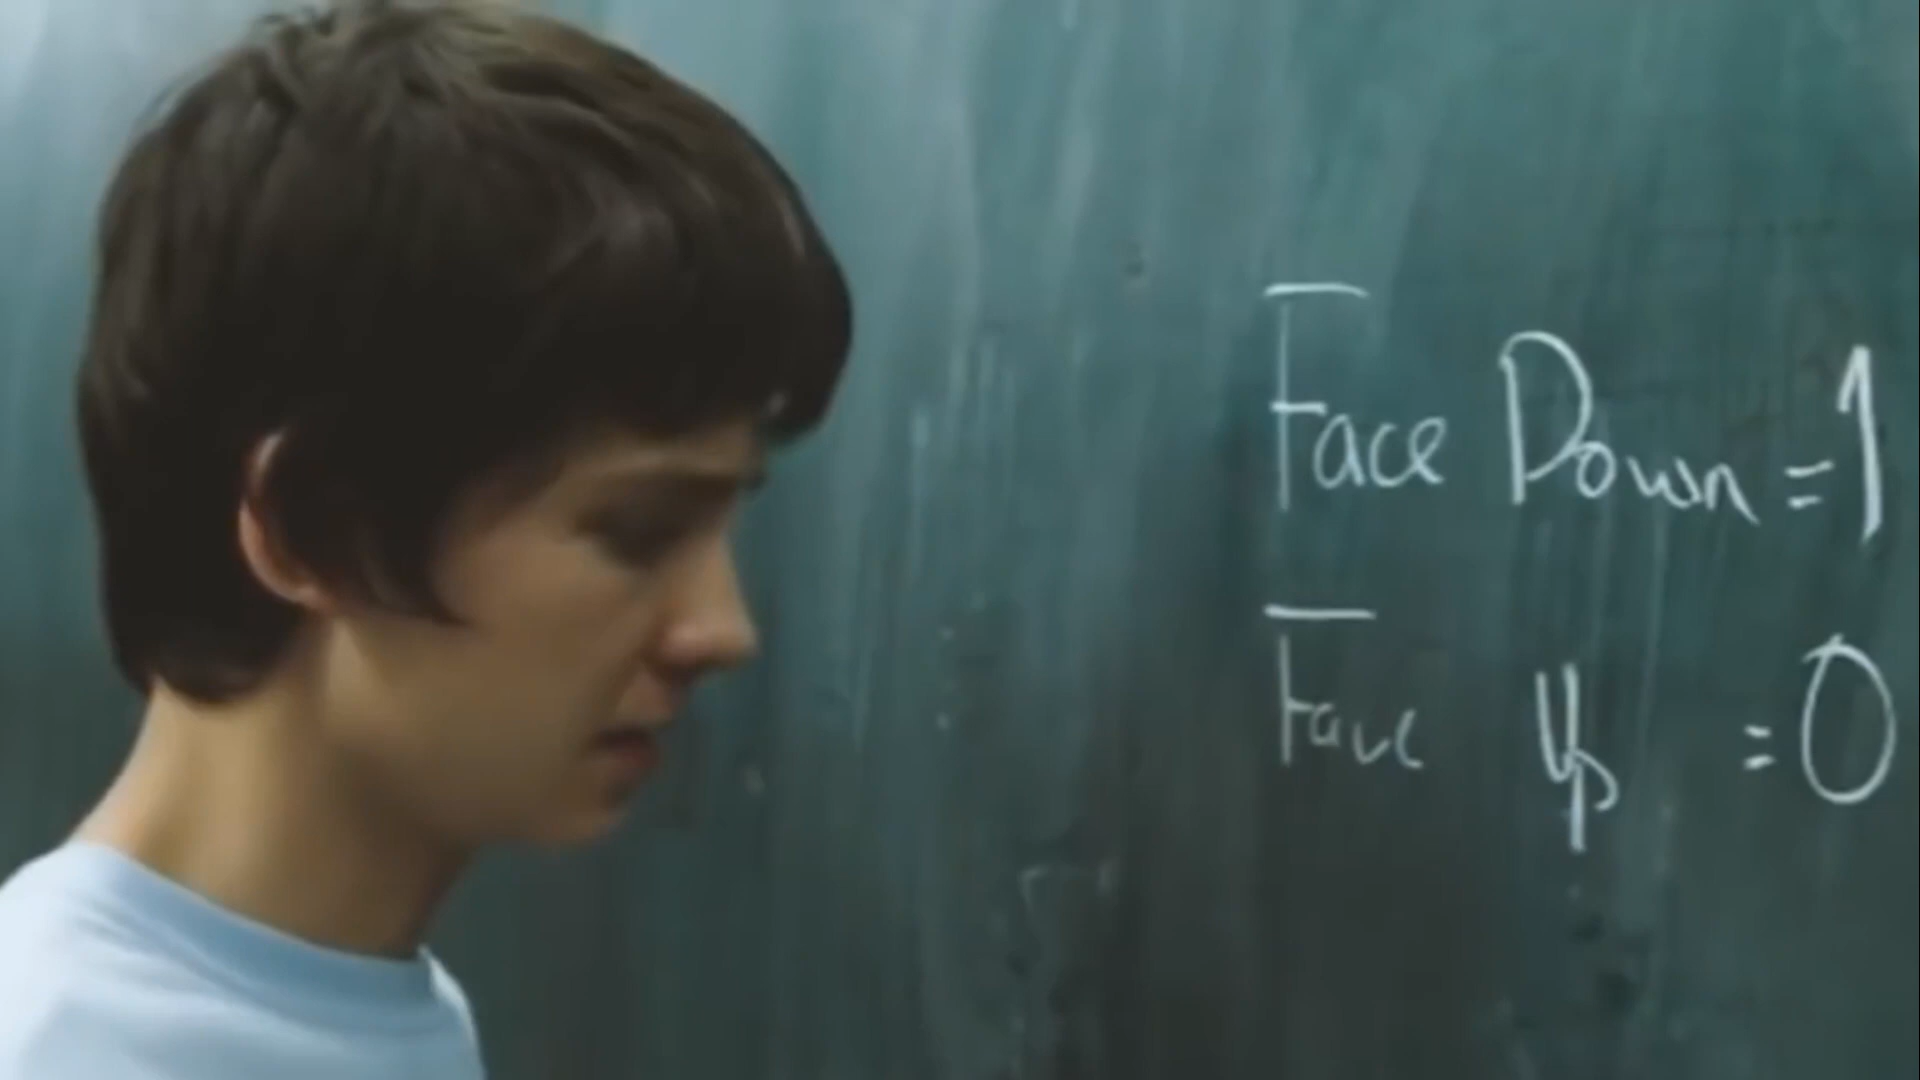 Face Down = 1
Face Up = 0